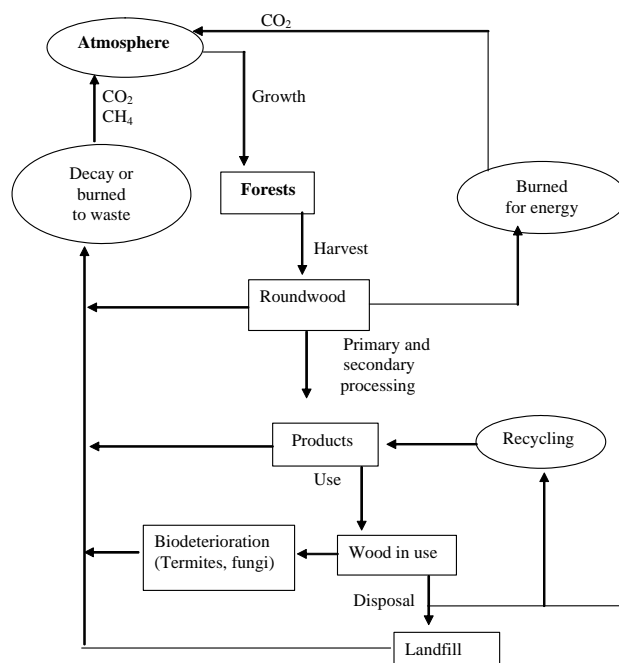 CO₂
Atmosphere
CO₂
CH₄
Growth
Decay or
burned
to waste
Forests
Burned
for energy
Harvest
Roundwood
Primary and
secondary
processing
Products
Recycling
Use
Biodeterioration
(Termites, fungi)
Wood in use
Disposal
Landfill